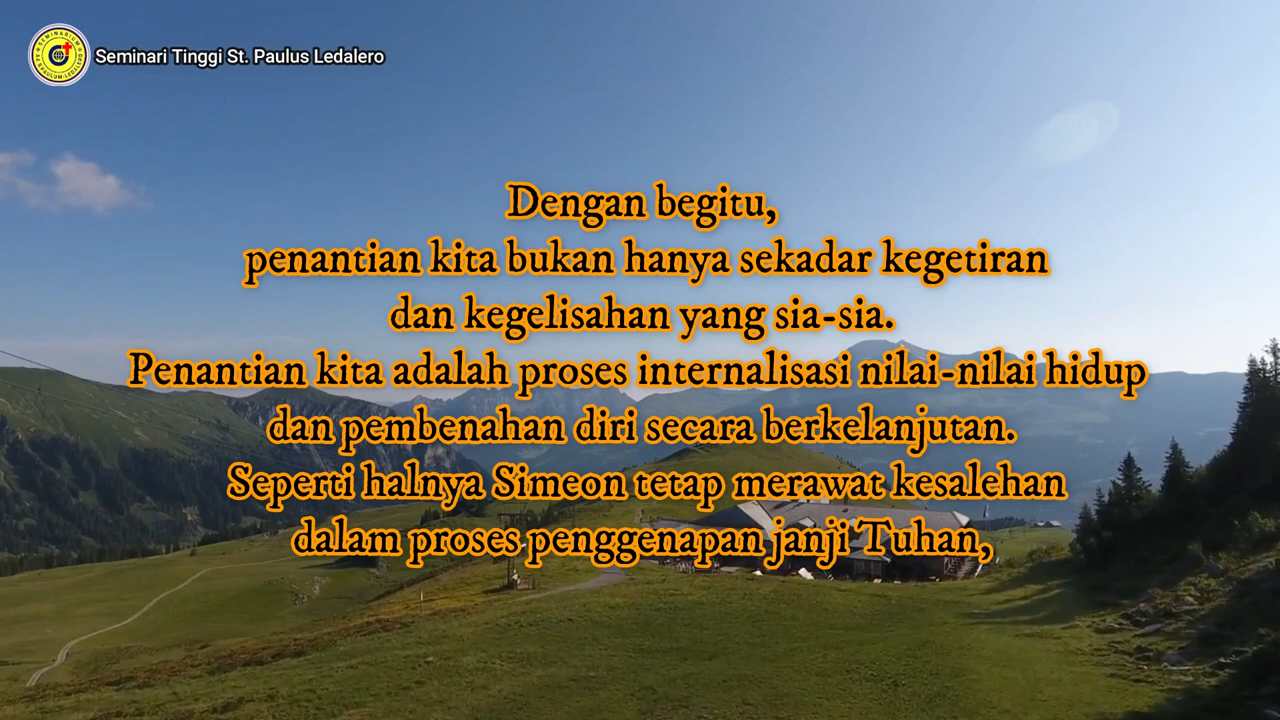 Seminari Tinggi St. Paulus Ledalero
Dengan begitu,
penantian kita bukan hanya sekadar kegetiran
dan kegelisahan yang sia-sia.
Penantian kita adalah proses internalisasi nilai-nilai hidup
dan pembenahan diri secara berkelanjutan.
Seperti halnya Simeon tetap merawat kesalehan
dalam proses penggenapan janji Tuhan,